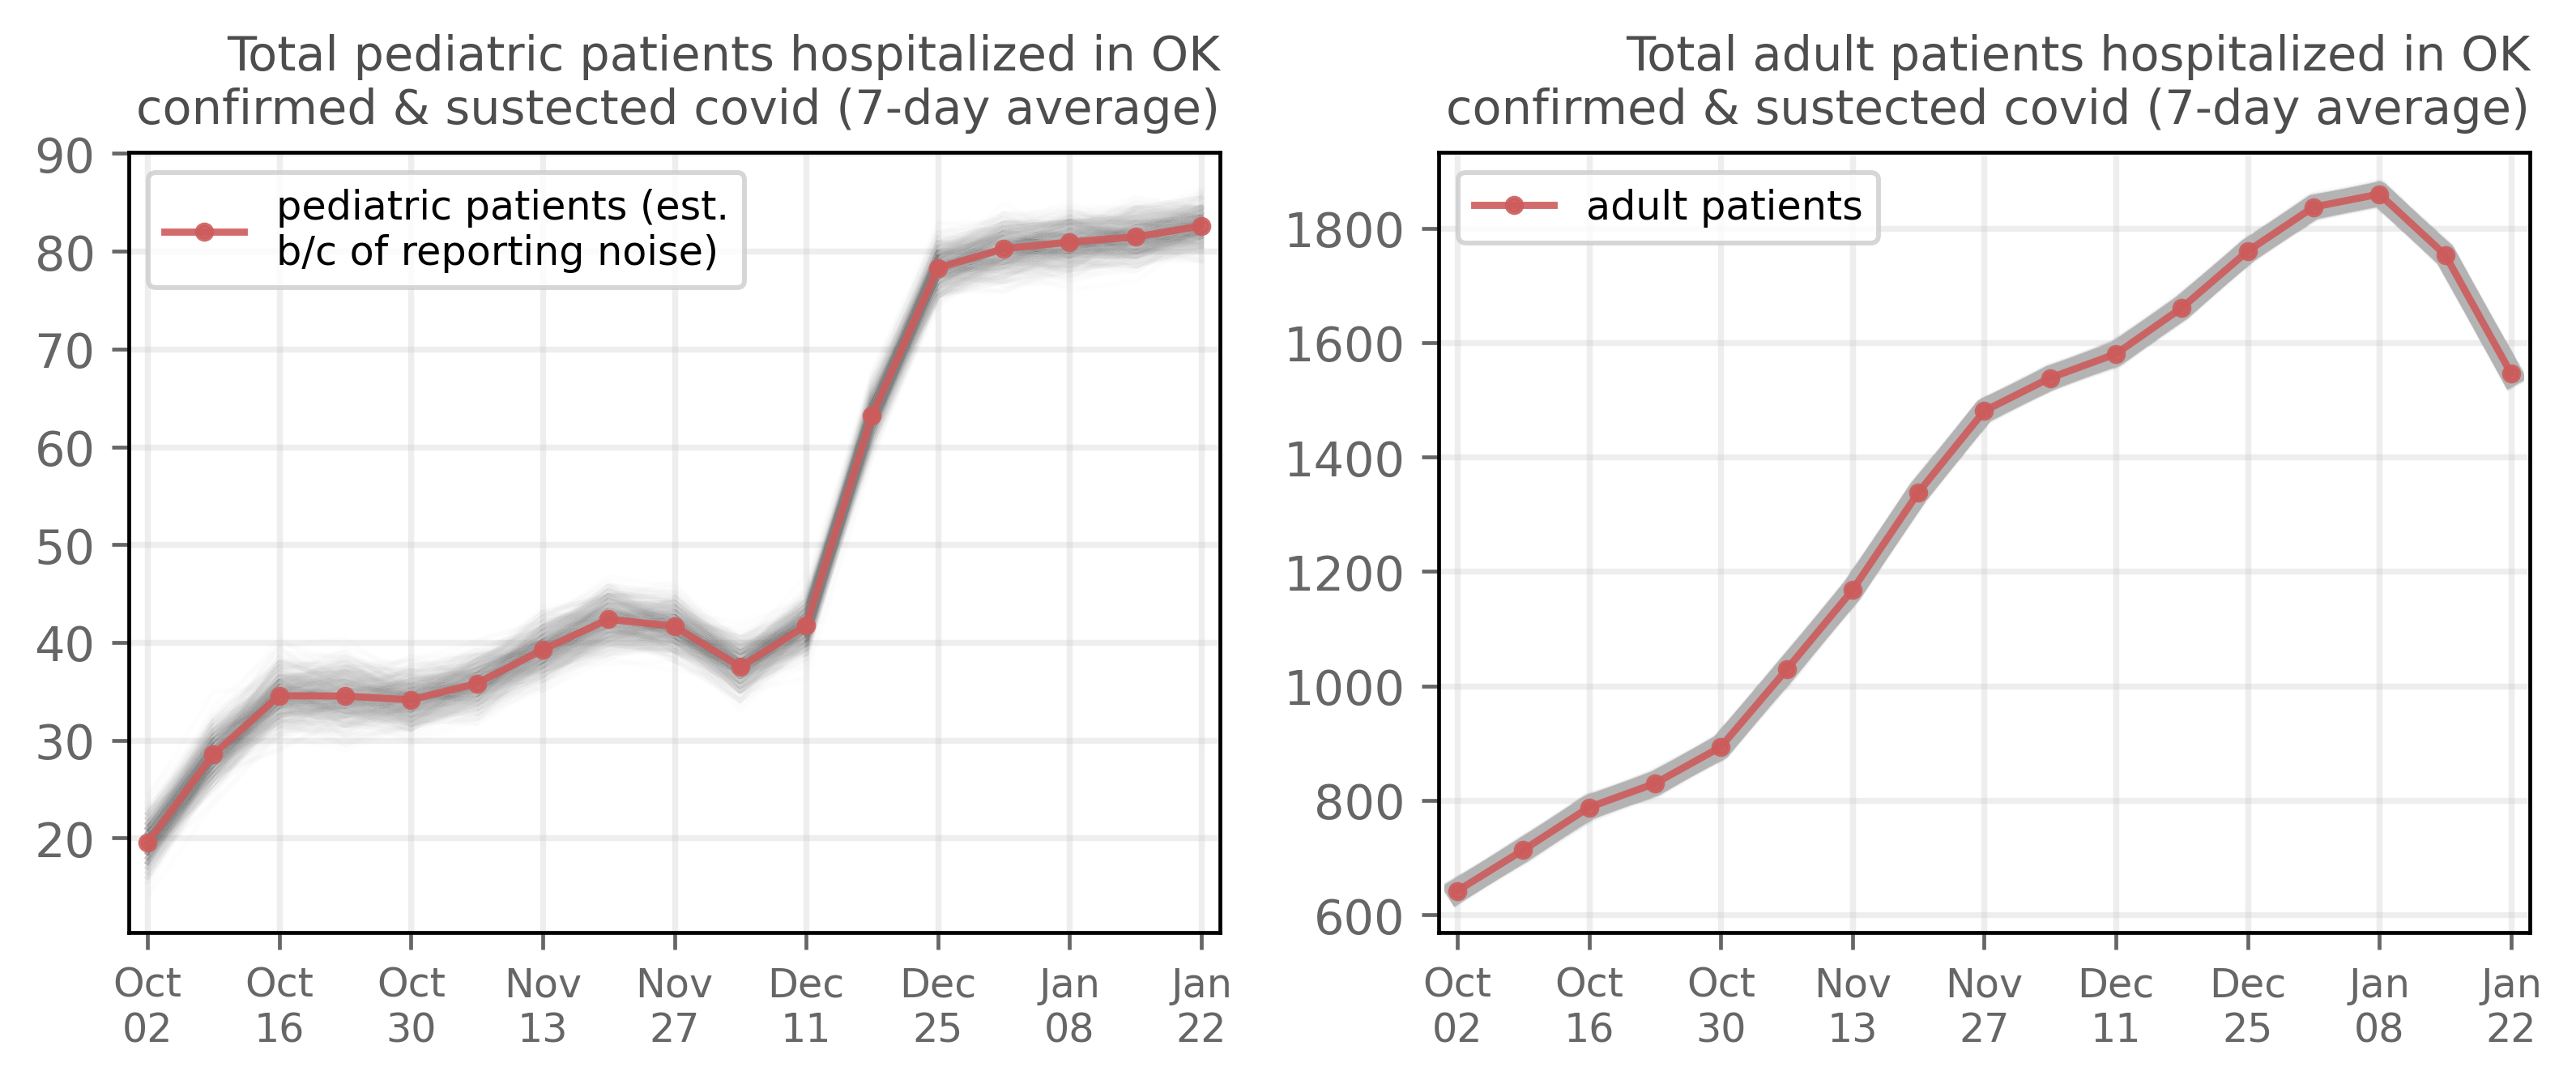 Total pediatric patients hospitalized in OK
confirmed & sustected covid (7-day average)
90
80
70
60
50
40
30
20
pediatric patients (est.
b/c of reporting noise)
Oct
02
Oct
16
Oct
30
Nov
13
Nov
27
Dec
11
Dec
25
Jan
08
Jan
22
Total adult patients hospitalized in OK
confirmed & sustected covid (7-day average)
1800
1600
1400
1200
1000
800
600
adult patients
Oct
02
Oct
16
Oct
30
Nov
13
Nov
27
Dec
11
Dec
25
Jan
08
Jan
22